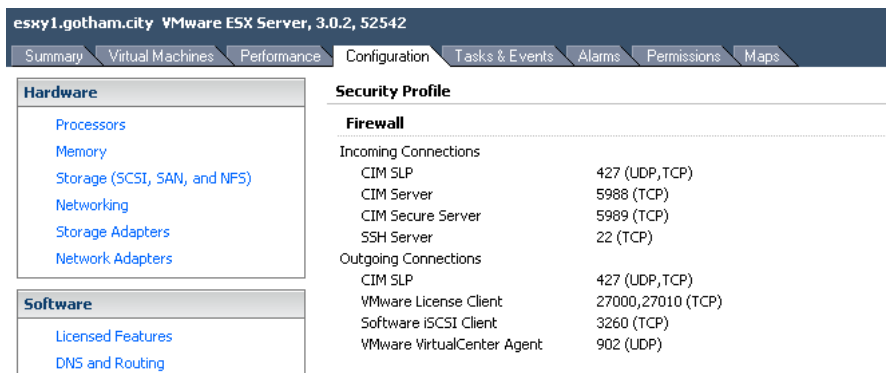 esxy1.gotham.city VMware ESX Server, 3.0.2, 52542
Summary Virtual Machines Performance Configuration Tasks & Events Alarms Permissions Maps
Hardware
Processors
Memory
Storage (SCSI, SAN, and NFS)
Networking
Storage Adapters
Network Adapters
Software
Licensed Features
DNS and Routing
Security Profile
Firewall
Incoming Connections
CIM SLP 427 (UDP,TCP)
CIM Server 5988 (TCP)
CIM Secure Server 5989 (TCP)
SSH Server 22 (TCP)
Outgoing Connections
CIM SLP 427 (UDP,TCP)
VMware License Client 27000,27010 (TCP)
Software iSCSI Client 3260 (TCP)
VMware VirtualCenter Agent 902 (UDP)